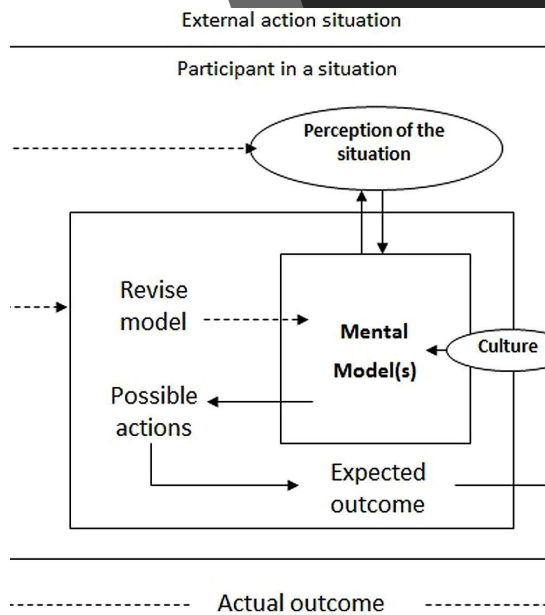 External action situation
Participant in a situation
Perception of the
situation
Revise
model
Mental
Model(s)
Culture
Possible
actions
Expected
outcome
Actual outcome